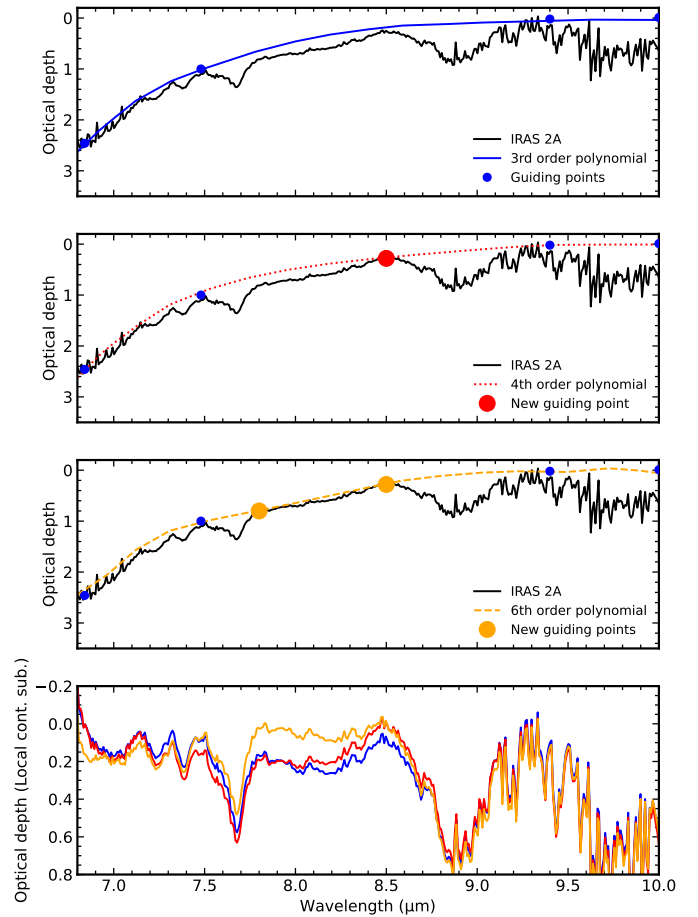 0
1
2
3
Optical depth
IRAS 2A
3rd order polynomial
Guiding points
0
1
2
3
Optical depth
IRAS 2A
4th order polynomial
New guiding point
0
1
2
3
Optical depth
IRAS 2A
6th order polynomial
New guiding points
−0.2
0.0
0.2
0.4
0.6
0.8
Optical depth (Local cont. sub.)
7.0 7.5 8.0 8.5 9.0 9.5 10.0
Wavelength (μm)